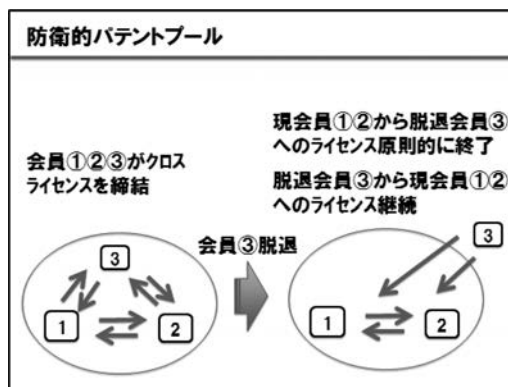 防衛的パテントプール
会員①②③がクロス
ライセンスを締結
現会員①②から脱退会員③
へのライセンス原則的に終了
脱退会員③から現会員①②
へのライセンス継続
会員③脱退
3
1
2
3
1
2